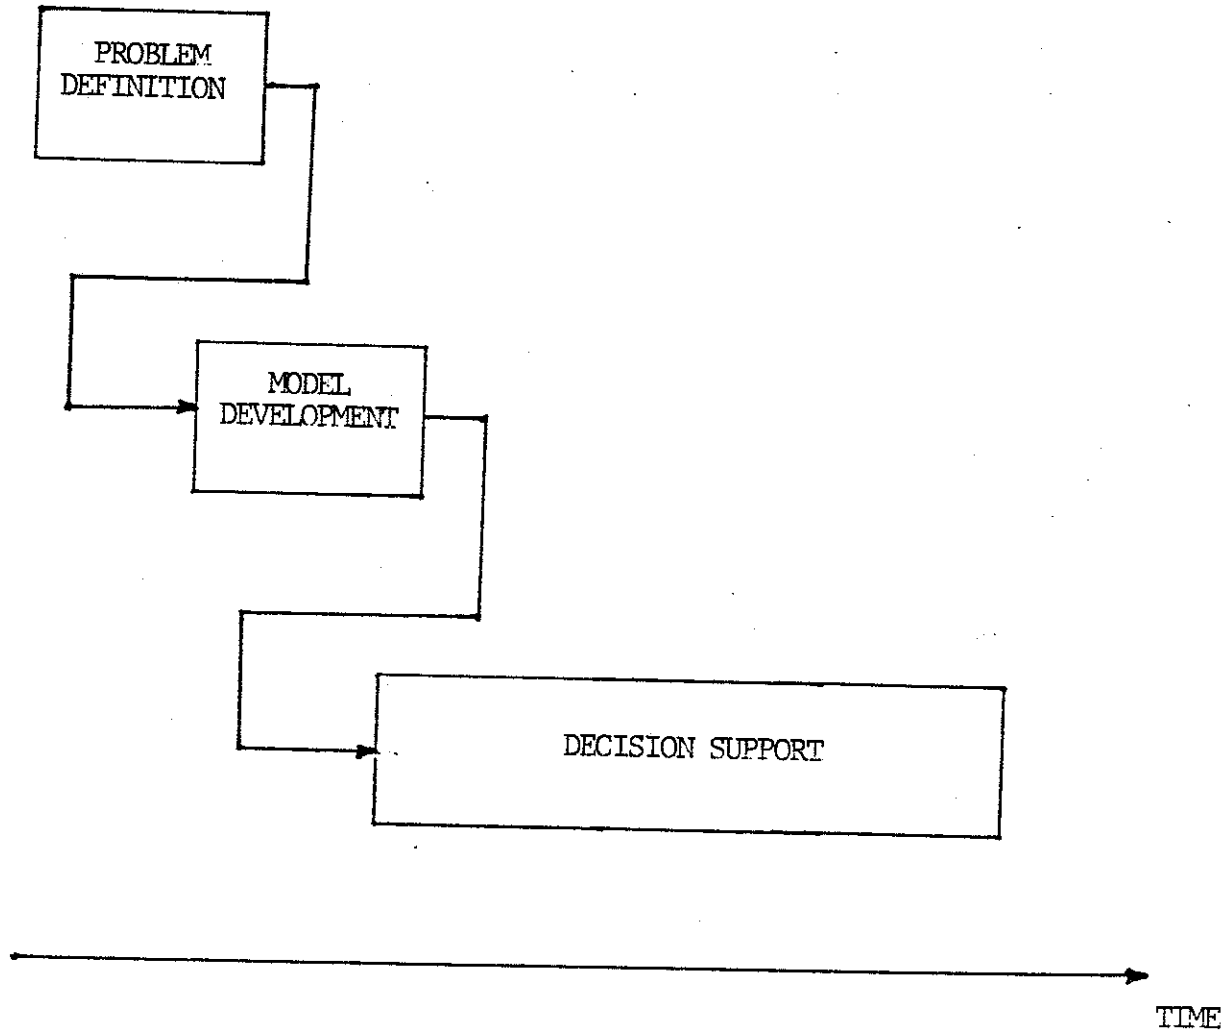 PROBLEM
DEFINITION
MODEL
DEVELOPMENT
DECISION SUPPORT
TIME